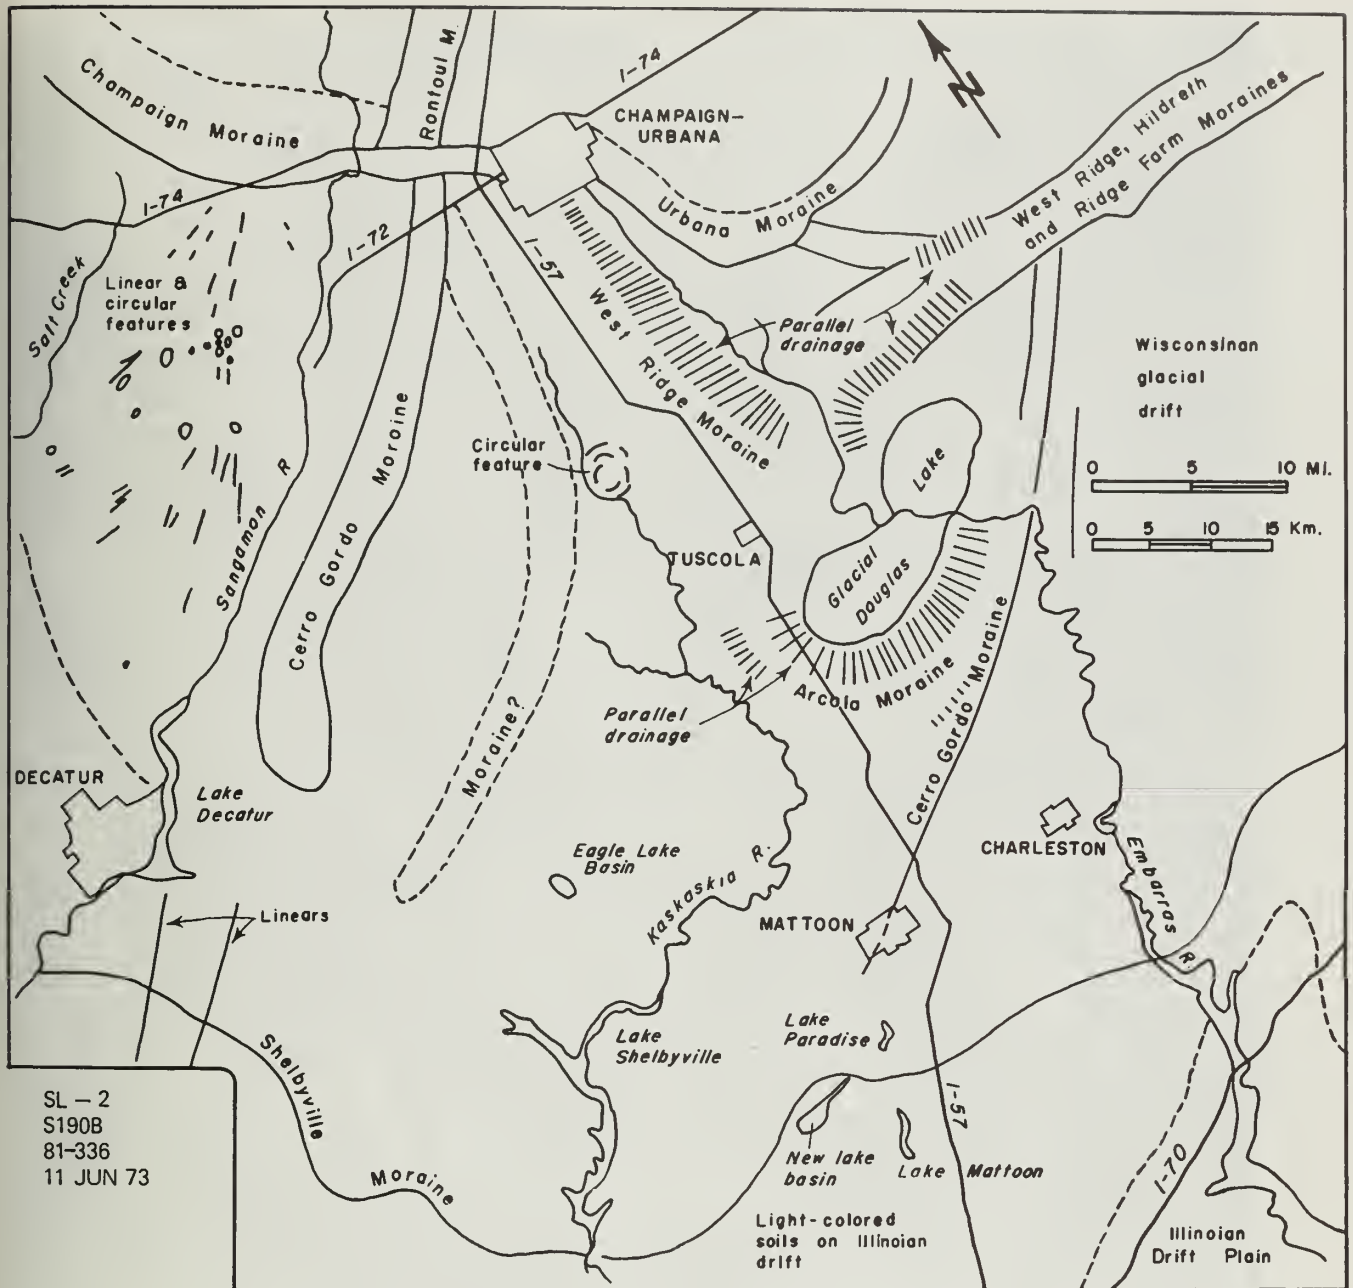 Champaign Moraine
Rontoul M.
I-74
CHAMPAIGN-
URBANA
N
West Ridge, Hildreth
and Ridge Farm Moraines
I-74
Urbana Moraine
I-72
I-57
Salt Creek
Linear &
circular
features
West Ridge Moraine
Parallel
drainage
Wisconsinan
glacial
drift
0 5 10 MI.
0 5 10 15 Km.
Circular
feature
Lake
Sangamon R
Cerro Gordo Moraine
TUSCOLA
Glacial
Douglas
Arcola Moraine
Cerro Gordo Moraine
Parallel
drainage
Moraine?
DECATUR
Lake
Decatur
Eagle Lake
Basin
Kaskaskia R.
CHARLESTON
Embarras R.
Linears
MATTOON
Lake
Shelbyville
Lake
Paradise
Shelbyville Moraine
I-57
New lake
basin
Lake Mattoon
I-70
Light-colored
soils on Illinoian
drift
Illinoian
Drift Plain
SL - 2
S190B
81-336
11 JUN 73